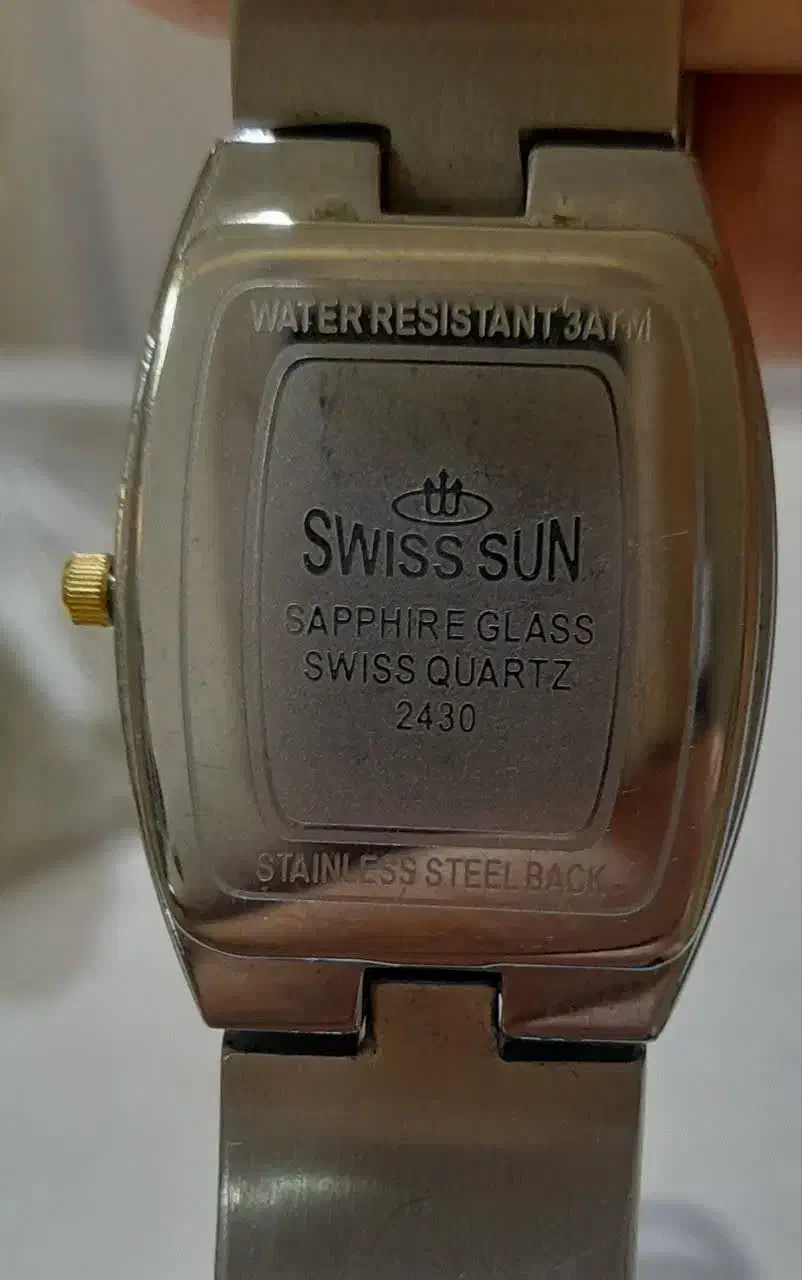 WATER RESISTANT 3ATM
SWISS SUN
SAPPHIRE GLASS
SWISS QUARTZ
2430
STAINLESS STEEL BACK